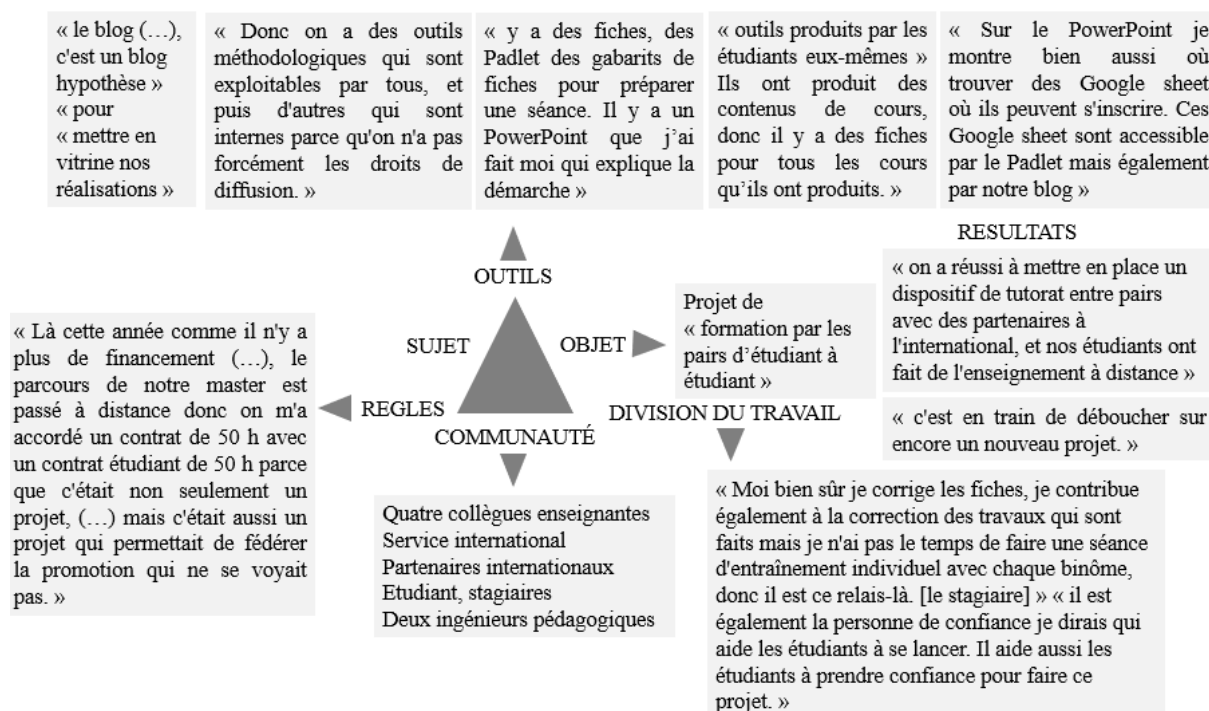 « le blog (…),
c'est un blog
hypothèse »
« pour
« mettre en
vitrine nos
réalisations »
« Donc on a des outils
méthodologiques qui sont
exploitables par tous, et
puis d'autres qui sont
internes parce qu'on n'a pas
forcément les droits de
diffusion. »
« y a des fiches, des
Padlet des gabarits de
fiches pour préparer
une séance. Il y a un
PowerPoint que j’ai
fait moi qui explique la
démarche »
« outils produits par les
étudiants eux-mêmes »
Ils ont produit des
contenus de cours,
donc il y a des fiches
pour tous les cours
qu’ils ont produits. »
« Sur le PowerPoint je
montre bien aussi où
trouver des Google sheet
où ils peuvent s'inscrire. Ces
Google sheet sont accessible
par le Padlet mais également
par notre blog »
RESULTATS
« on a réussi à mettre en place un
dispositif de tutorat entre pairs
avec des partenaires à
l'international, et nos étudiants ont
fait de l'enseignement à distance »
« c'est en train de déboucher sur
encore un nouveau projet. »
OUTILS
SUJET
OBJET
Projet de
« formation par les
pairs d’étudiant à
étudiant »
« Là cette année comme il n'y a
plus de financement (…), le
parcours de notre master est
passé à distance donc on m'a
accordé un contrat de 50 h avec
un contrat étudiant de 50 h parce
que c'était non seulement un
projet, (…) mais c'était aussi un
projet qui permettait de fédérer
la promotion qui ne se voyait
pas. »
REGLES
COMMUNAUTÉ
DIVISION DU TRAVAIL
Quatre collègues enseignantes
Service international
Partenaires internationaux
Etudiant, stagiaires
Deux ingénieurs pédagogiques
« Moi bien sûr je corrige les fiches, je contribue
également à la correction des travaux qui sont
faits mais je n'ai pas le temps de faire une séance
d'entraînement individuel avec chaque binôme,
donc il est ce relais-là. [le stagiaire] » « il est
également la personne de confiance je dirais qui
aide les étudiants à se lancer. Il aide aussi les
étudiants à prendre confiance pour faire ce
projet. »